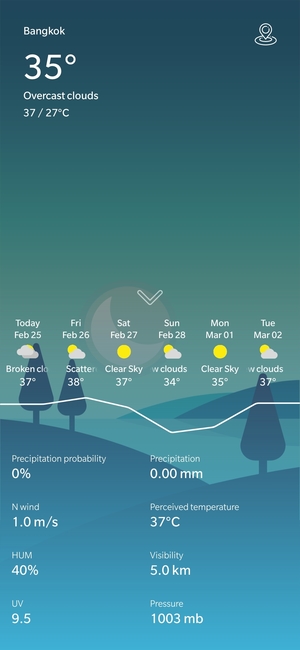 Bangkok
35°
Overcast clouds
37 / 27°C
Today Fri Sat Sun Mon Tue
Feb 25 Feb 26 Feb 27 Feb 28 Mar 01 Mar 02
Broken clo Scatter Clear Sky w clouds Clear Sky w clouds
37° 38° 37° 34° 35° 37°
Precipitation probability Precipitation
0% 0.00 mm
N wind Perceived temperature
1.0 m/s 37°C
HUM Visibility
40% 5.0 km
UV Pressure
9.5 1003 mb